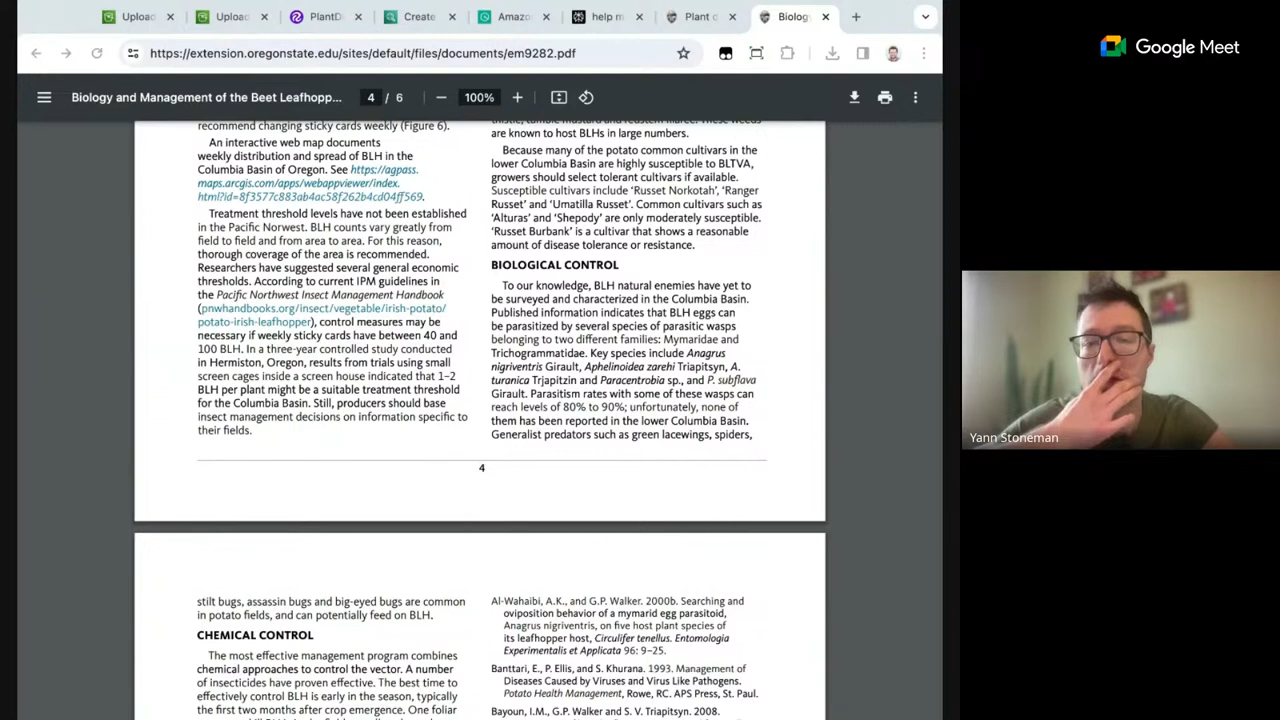 Upload
Upload
PlantD
Create
Amazo
help m
Plant d
Biolog
https://extension.oregonstate.edu/sites/default/files/documents/em9282.pdf
Biology and Management of the Beet Leafhopp...
4 / 6
100%
Google Meet
recommend changing sticky cards weekly (Figure 6).
An interactive web map documents
weekly distribution and spread of BLH in the
Columbia Basin of Oregon. See https://agpass.
maps.arcgis.com/apps/webappviewer/index.
html?id=8f3577c883ab4ac58f262b4cd04ff569.
Treatment threshold levels have not been established
in the Pacific Norwest. BLH counts vary greatly from
field to field and from area to area. For this reason,
thorough coverage of the area is recommended.
Researchers have suggested several general economic
thresholds. According to current IPM guidelines in
the Pacific Northwest Insect Management Handbook
(pnwhandbooks.org/insect/vegetable/irish-potato/
potato-irish-leafhopper), control measures may be
necessary if weekly sticky cards have between 40 and
100 BLH. In a three-year controlled study conducted
in Hermiston, Oregon, results from trials using small
screen cages inside a screen house indicated that 1–2
BLH per plant might be a suitable treatment threshold
for the Columbia Basin. Still, producers should base
insect management decisions on information specific to
their fields.
thistle, tumble mustard and redstem filaree. These weeds
are known to host BLHs in large numbers.
Because many of the potato common cultivars in the
lower Columbia Basin are highly susceptible to BLTVA,
growers should select tolerant cultivars if available.
Susceptible cultivars include ‘Russet Norkotah’, ‘Ranger
Russet’ and ‘Umatilla Russet’. Common cultivars such as
‘Alturas’ and ‘Shepody’ are only moderately susceptible.
‘Russet Burbank’ is a cultivar that shows a reasonable
amount of disease tolerance or resistance.
BIOLOGICAL CONTROL
To our knowledge, BLH natural enemies have yet to
be surveyed and characterized in the Columbia Basin.
Published information indicates that BLH eggs can
be parasitized by several species of parasitic wasps
belonging to two different families: Mymaridae and
Trichogrammatidae. Key species include Anagrus
nigriventris Girault, Aphelinoidea zarehi Triapitsyn, A.
turanica Trjapitzin and Paracentrobia sp., and P. subflava
Girault. Parasitism rates with some of these wasps can
reach levels of 80% to 90%; unfortunately, none of
them has been reported in the lower Columbia Basin.
Generalist predators such as green lacewings, spiders,
4
stilt bugs, assassin bugs and big-eyed bugs are common
in potato fields, and can potentially feed on BLH.
CHEMICAL CONTROL
The most effective management program combines
chemical approaches to control the vector. A number
of insecticides have proven effective. The best time to
effectively control BLH is early in the season, typically
the first two months after crop emergence. One foliar
Al-Wahaibi, A.K., and G.P. Walker. 2000b. Searching and
oviposition behavior of a mymarid egg parasitoid,
Anagrus nigriventris, on five host plant species of
its leafhopper host, Circulifer tenellus. Entomologia
Experimentalis et Applicata 96: 9–25.
Banttari, E., P. Ellis, and S. Khurana. 1993. Management of
Diseases Caused by Viruses and Virus Like Pathogens.
Potato Health Management, Rowe, RC. APS Press, St. Paul.
Bayoun, I.M., G.P. Walker and S. V. Triapitsyn. 2008.
Yann Stoneman